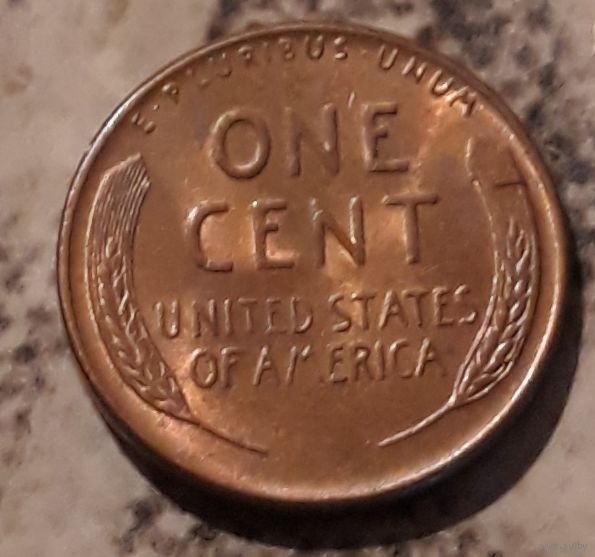 E·PLURIBUS·UNUM
ONE
CENT
UNITED STATES
OF AMERICA